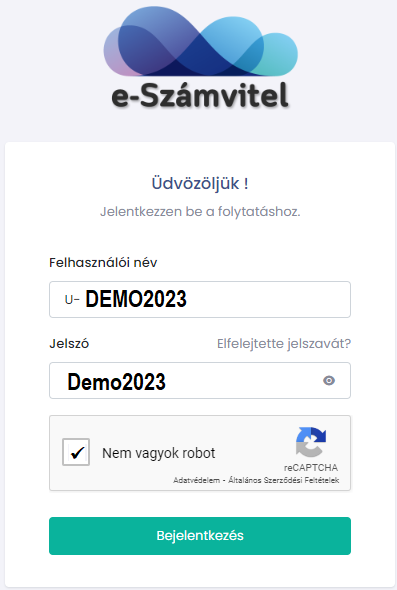 e-Számvitel
Üdvözöljük !
Jelentkezzen be a folytatáshoz.
Felhasználói név
U- DEMO2023
Jelszó Elfelejtette jelszavát?
Demo2023
Nem vagyok robot
reCAPTCHA
Adatvédelem - Általános Szerződési Feltételek
Bejelentkezés